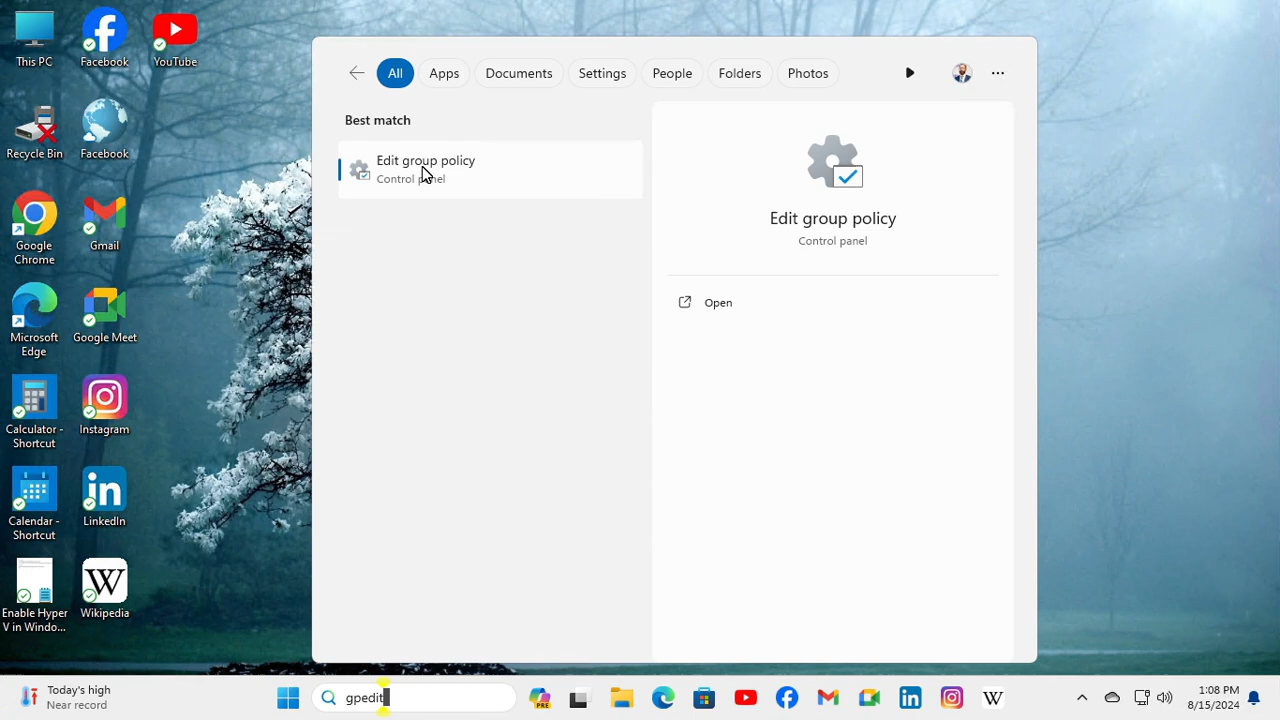 This PC
Facebook
YouTube
Recycle Bin
Facebook
Google
Chrome
Gmail
Microsoft
Edge
Google Meet
Calculator -
Shortcut
Instagram
Calendar -
Shortcut
LinkedIn
Enable Hyper
V in Windo...
Wikipedia
All
Apps
Documents
Settings
People
Folders
Photos
Best match
Edit group policy
Control panel
Edit group policy
Control panel
Open
Today's high
Near record
gpedit
PRE
1:08 PM
8/15/2024